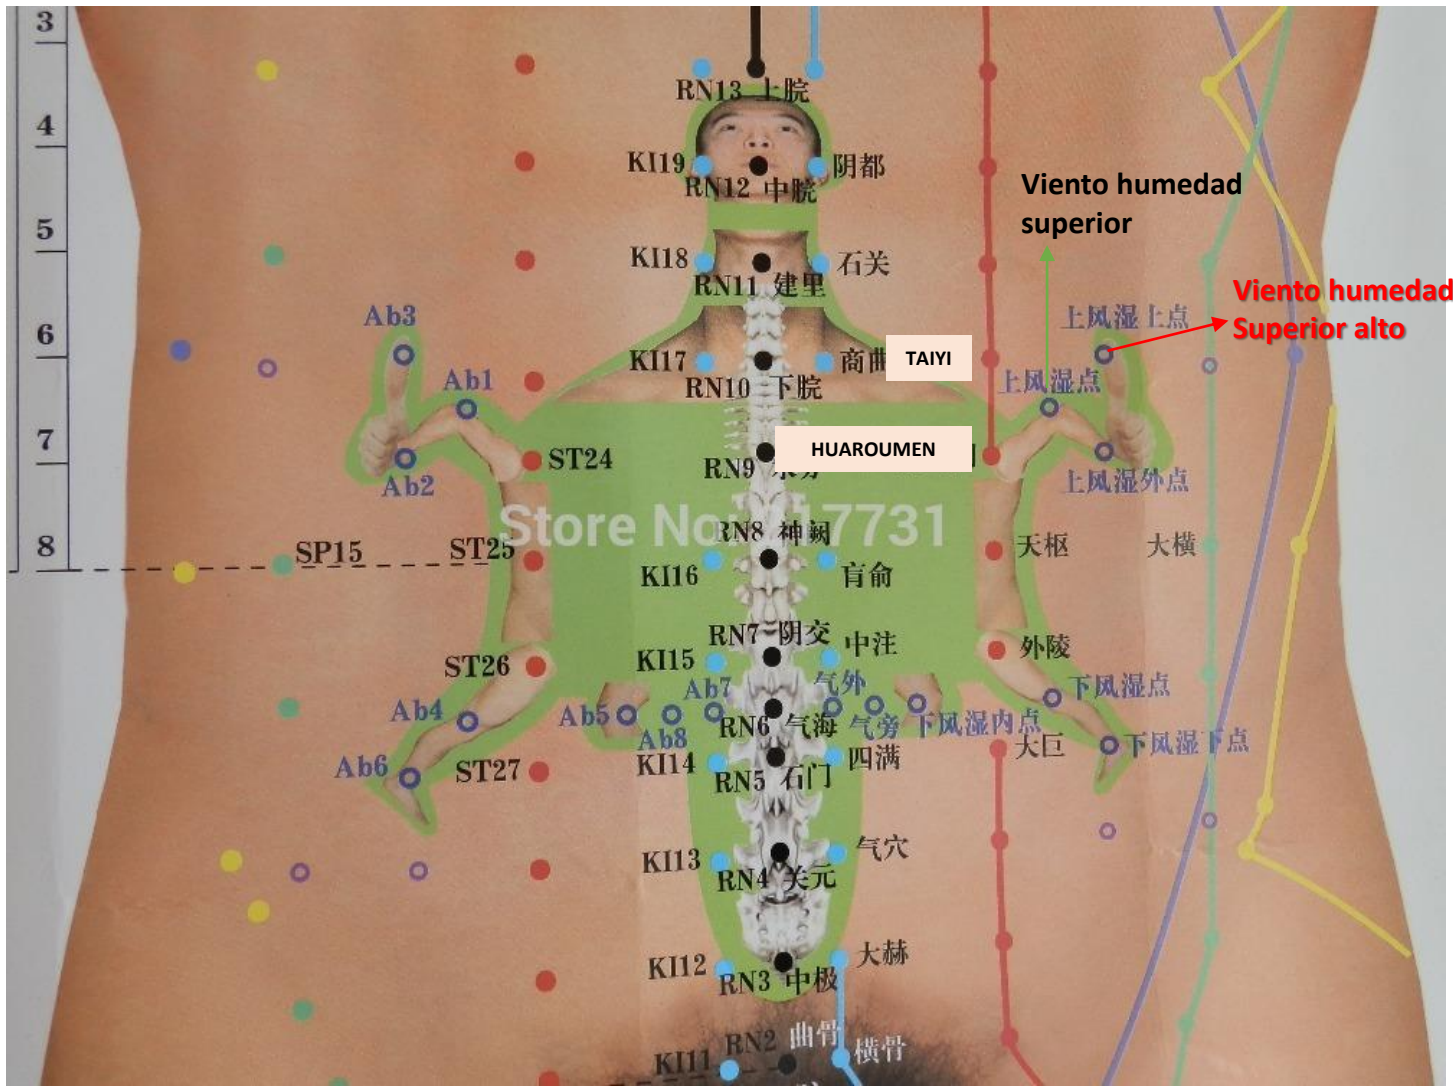 3
RN13 上脘
4
KI19
阴都
RN12 中脘
Viento humedad
superior
5
KI18
石关
RN11 建里
Viento humedad
Superior alto
Ab3
上风湿上点
6
KI17
商曲
TAIYI
RN10 下脘
Ab1
上风湿点
7
ST24
HUAROUMEN
RN9 水分
Ab2
上风湿外点
Store No
7731
8
SP15
ST25
RN8 神阙
天枢
大横
KI16
肓俞
RN7 阴交
KI15
中注
ST26
外陵
Ab7
气外
下风湿点
Ab4
Ab5
Ab8
RN6 气海
气旁
下风湿内点
Ab6
ST27
KI14
四满
大巨
下风湿下点
RN5 石门
KI13
气穴
RN4 关元
KI12
大赫
RN3 中极
RN2 曲骨
KI11
横骨